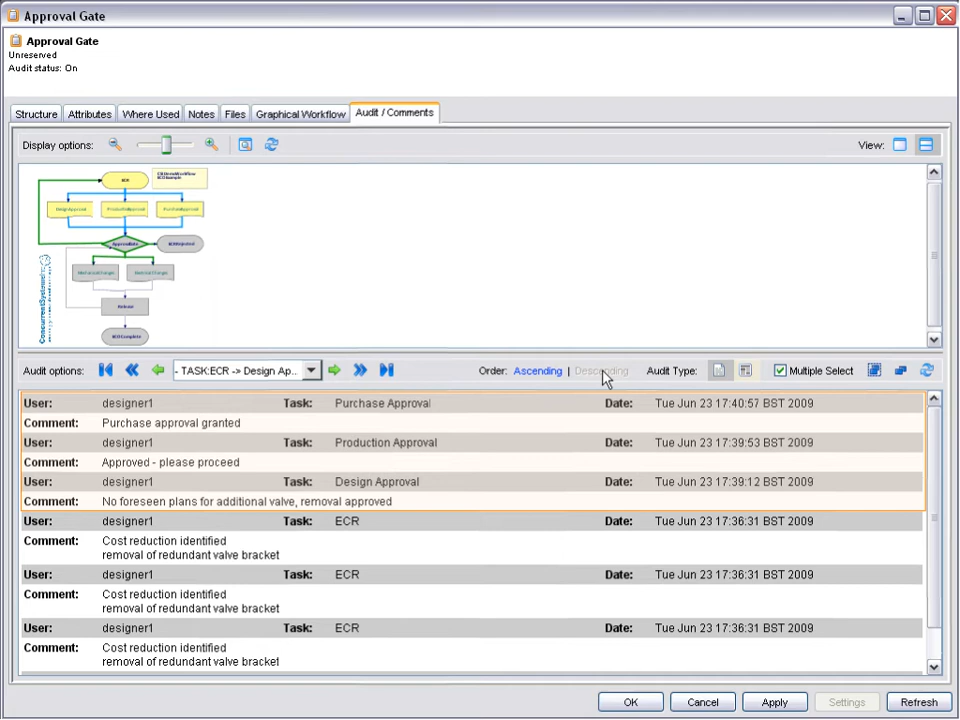 Approval Gate
Approval Gate
Unreserved
Audit status: On
Structure Attributes Where Used Notes Files Graphical Workflow Audit / Comments
Display options: View:
ECR
Release
Audit options: - TASK:ECR -> Design Ap... Order: Ascending | Descending Audit Type: Multiple Select
User: designer1 Task: Purchase Approval Date: Tue Jun 23 17:40:57 BST 2009
Comment: Purchase approval granted
User: designer1 Task: Production Approval Date: Tue Jun 23 17:39:53 BST 2009
Comment: Approved - please proceed
User: designer1 Task: Design Approval Date: Tue Jun 23 17:39:12 BST 2009
Comment: No foreseen plans for additional valve, removal approved
User: designer1 Task: ECR Date: Tue Jun 23 17:36:31 BST 2009
Comment: Cost reduction identified
removal of redundant valve bracket
User: designer1 Task: ECR Date: Tue Jun 23 17:36:31 BST 2009
Comment: Cost reduction identified
removal of redundant valve bracket
User: designer1 Task: ECR Date: Tue Jun 23 17:36:31 BST 2009
Comment: Cost reduction identified
removal of redundant valve bracket
OK Cancel Apply Settings Refresh